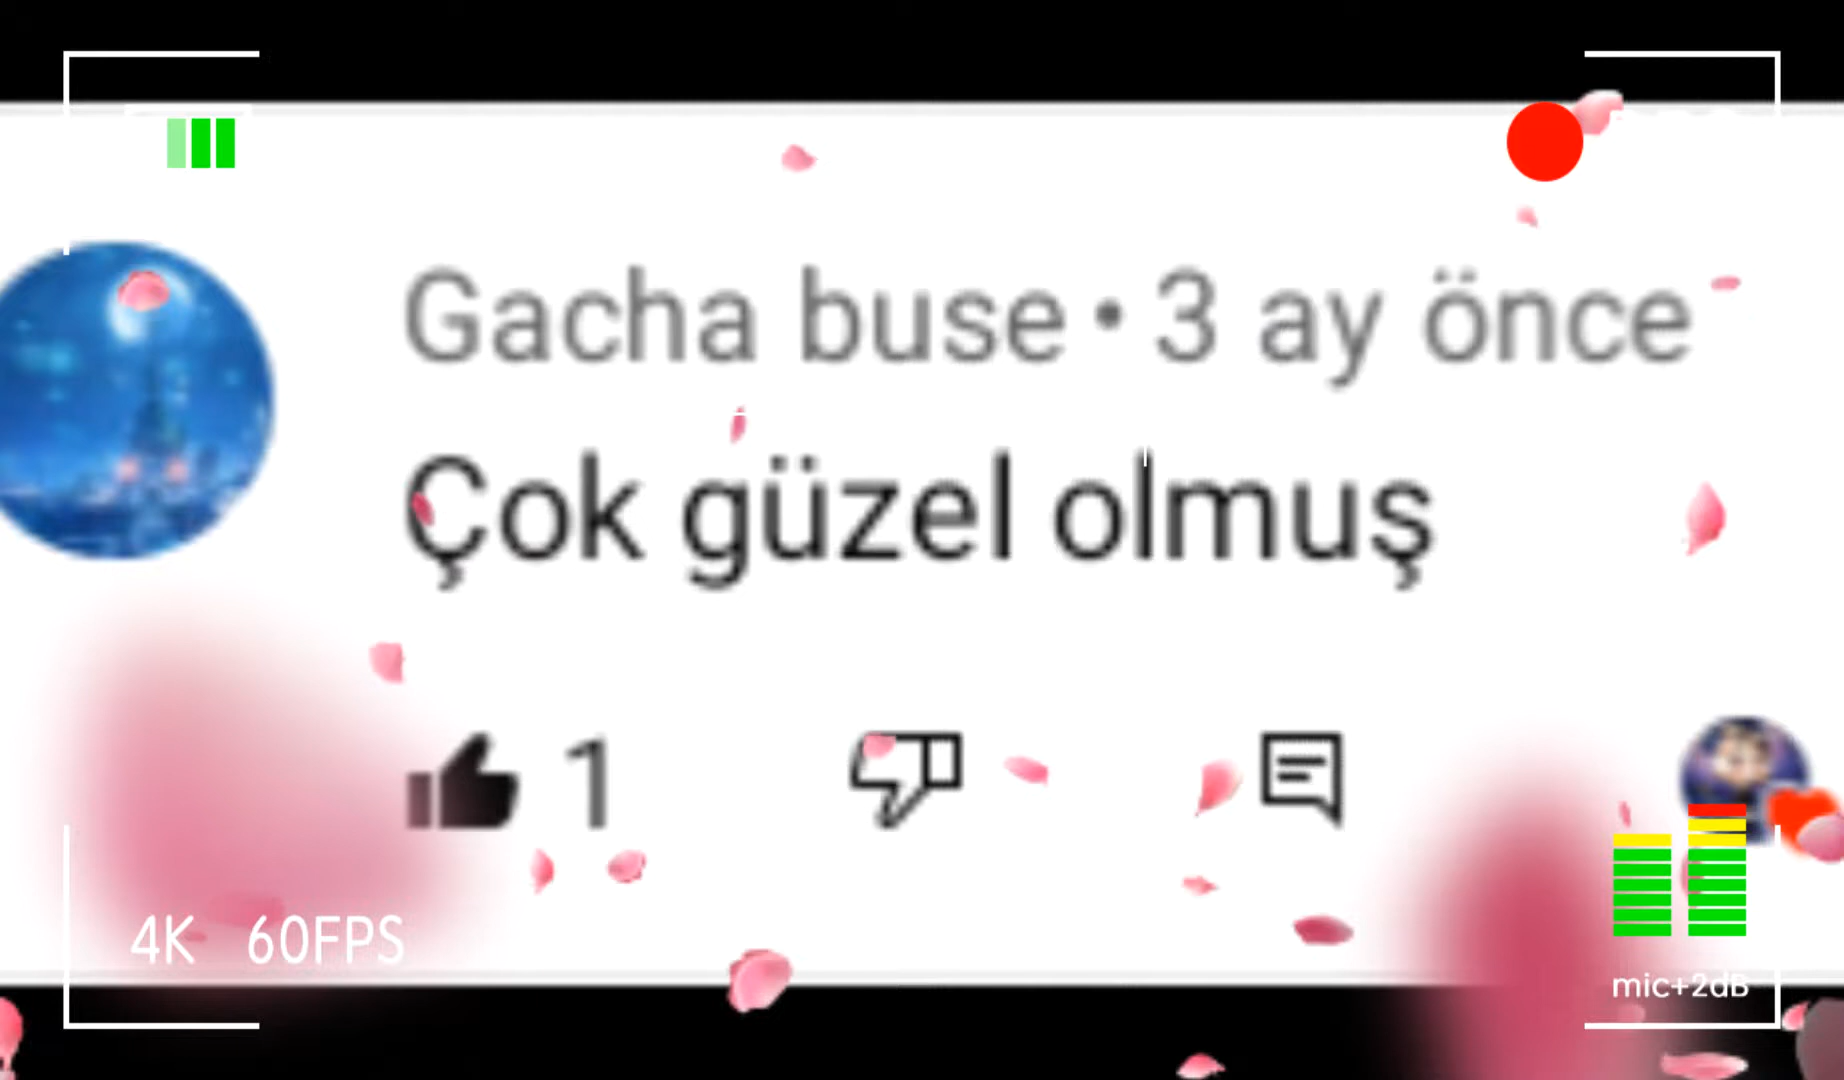 Gacha buse • 3 ay önce
Çok güzel olmuş
1
4K 60FPS
mic+2dB